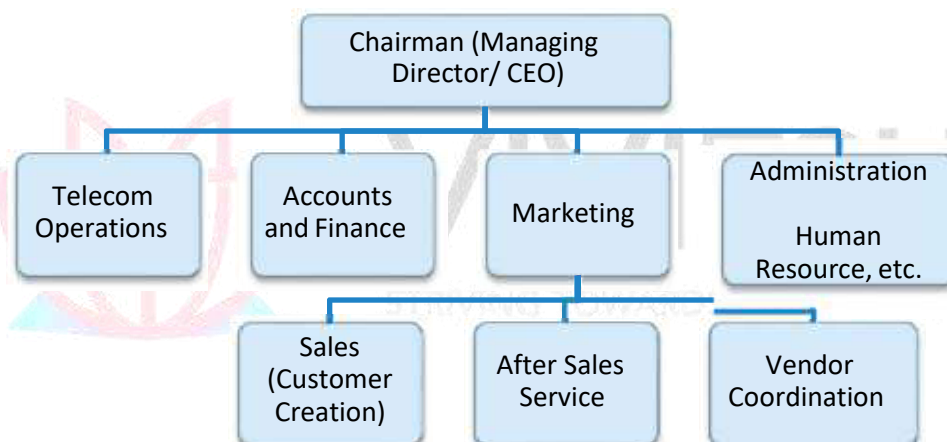 Chairman (Managing
Director/ CEO)
Telecom
Operations
Accounts
and Finance
Marketing
Administration
Human
Resource, etc.
Sales
(Customer
Creation)
After Sales
Service
Vendor
Coordination